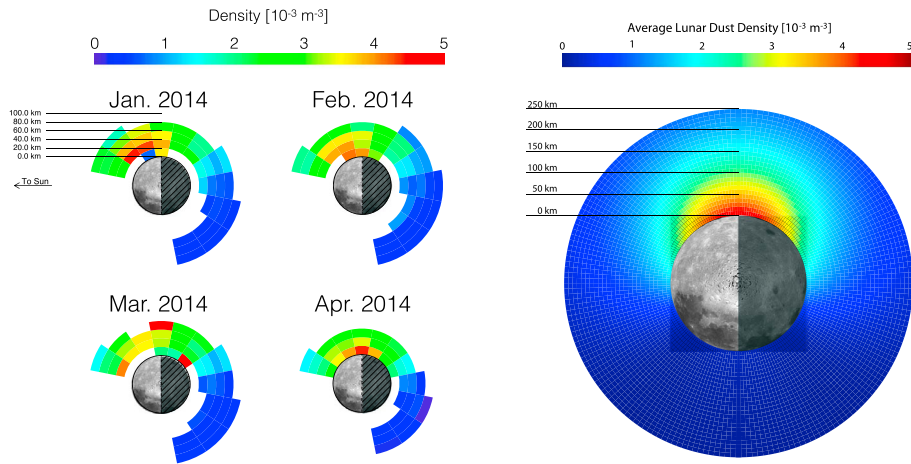 Density [10-3 m-3]
0 1 2 3 4 5
Jan. 2014
Feb. 2014
100.0 km
80.0 km
60.0 km
40.0 km
20.0 km
0.0 km
To Sun
Mar. 2014
Apr. 2014
Average Lunar Dust Density [10-3 m-3]
0 1 2 3 4 5
250 km
200 km
150 km
100 km
50 km
0 km